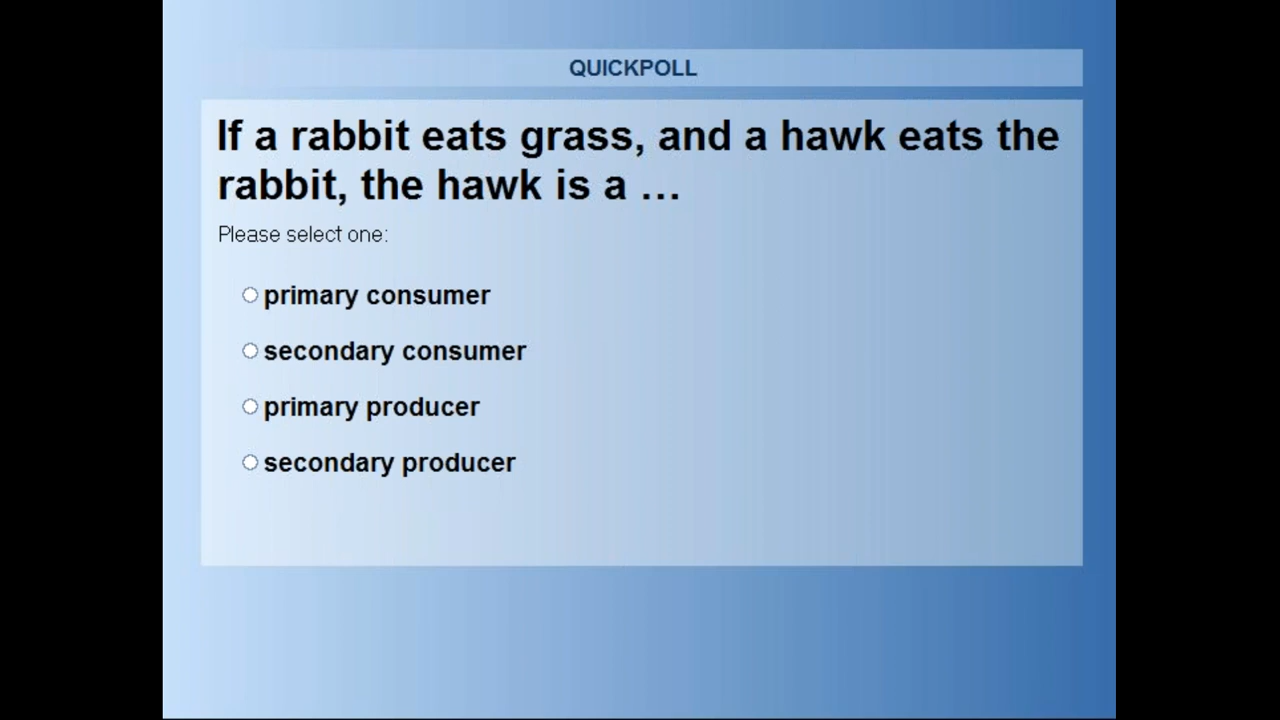 QUICKPOLL
If a rabbit eats grass, and a hawk eats the
rabbit, the hawk is a …
Please select one:
primary consumer
secondary consumer
primary producer
secondary producer